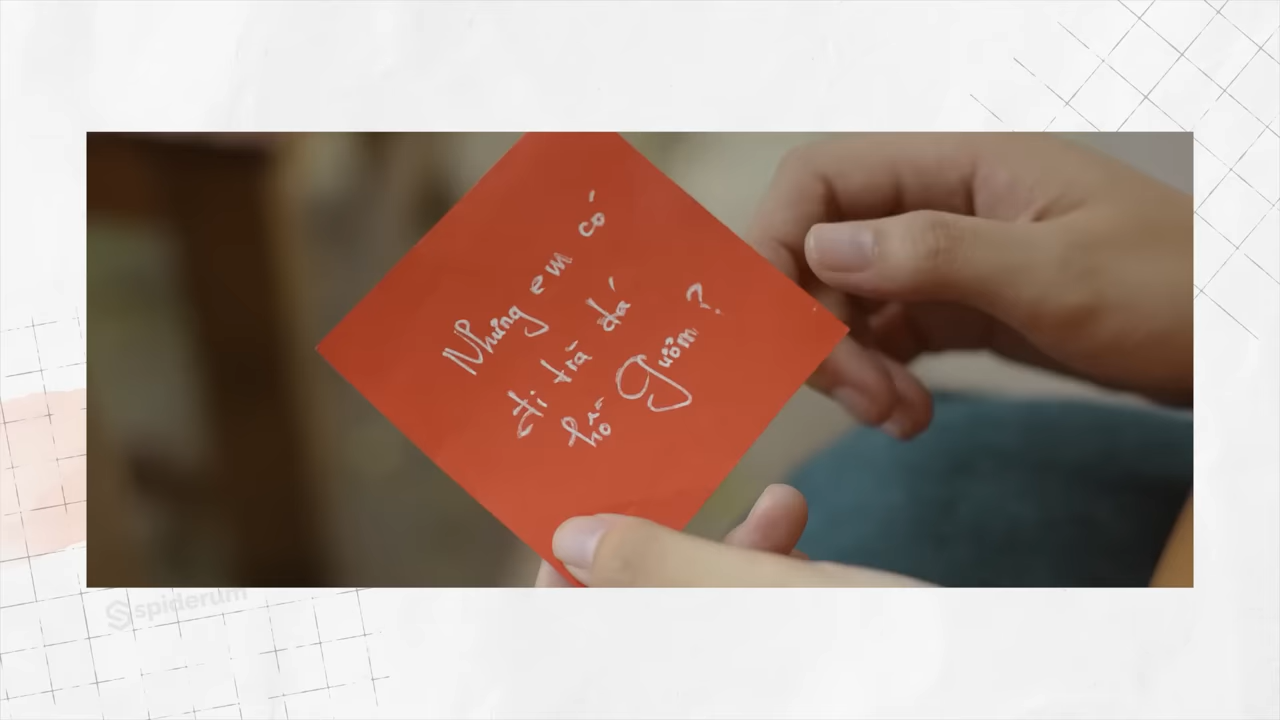 Nhưng em có
đi trà đá
hồ Gươm ?
spiderum